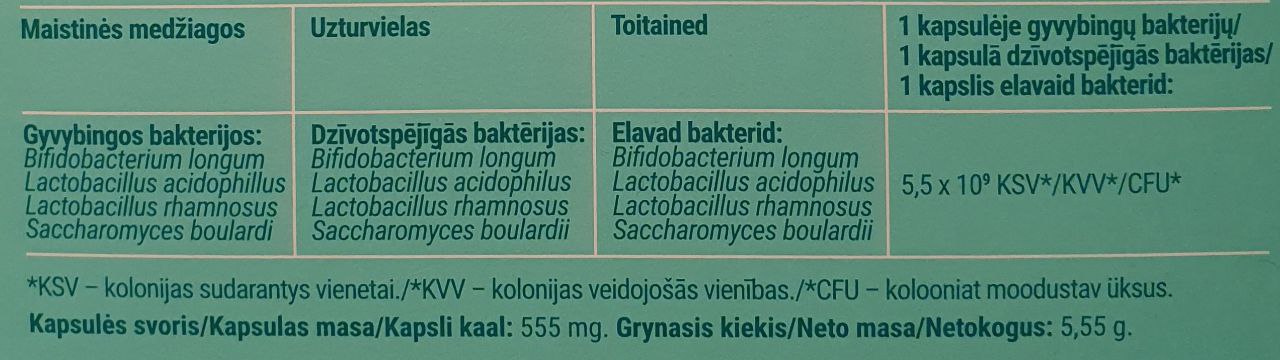 Maistinės medžiagos
Uzturvielas
Toitained
1 kapsulėje gyvybingų bakterijų/
1 kapsulā dzīvotspējīgās baktērijas/
1 kapslis elavaid bakterid:
Gyvybingos bakterijos:
Bifidobacterium longum
Lactobacillus acidophillus
Lactobacillus rhamnosus
Saccharomyces boulardi
Dzīvotspējīgās baktērijas:
Bifidobacterium longum
Lactobacillus acidophilus
Lactobacillus rhamnosus
Saccharomyces boulardii
Elavad bakterid:
Bifidobacterium longum
Lactobacillus acidophilus
Lactobacillus rhamnosus
Saccharomyces boulardii
5,5 x 10⁹ KSV*/KVV*/CFU*
*KSV – kolonijas sudarantys vienetai./*KVV – kolonijas veidojošās vienības./*CFU – kolooniat moodustav üksus.
Kapsulės svoris/Kapsulas masa/Kapsli kaal: 555 mg. Grynasis kiekis/Neto masa/Netokogus: 5,55 g.